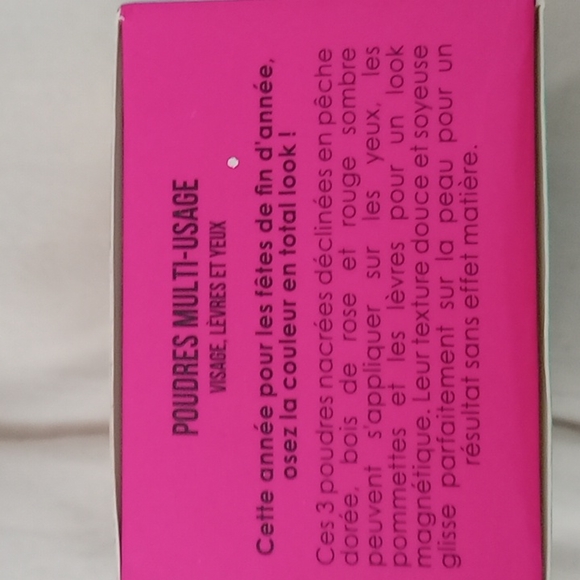 POUDRES MULTI-USAGE
VISAGE, LÈVRES ET YEUX
Cette année pour les fêtes de fin d'année,
osez la couleur en total look !
Ces 3 poudres nacrées déclinées en pêche
dorée, bois de rose et rouge sombre
peuvent s'appliquer sur les yeux, les
pommettes et les lèvres pour un look
magnétique. Leur texture douce et soyeuse
glisse parfaitement sur la peau pour un
résultat sans effet matière.